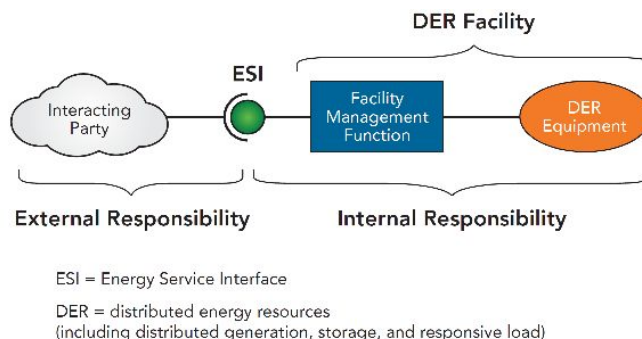 DER Facility
ESI
Interacting
Party
Facility
Management
Function
DER
Equipment
External Responsibility
Internal Responsibility
ESI = Energy Service Interface
DER = distributed energy resources
(including distributed generation, storage, and responsive load)